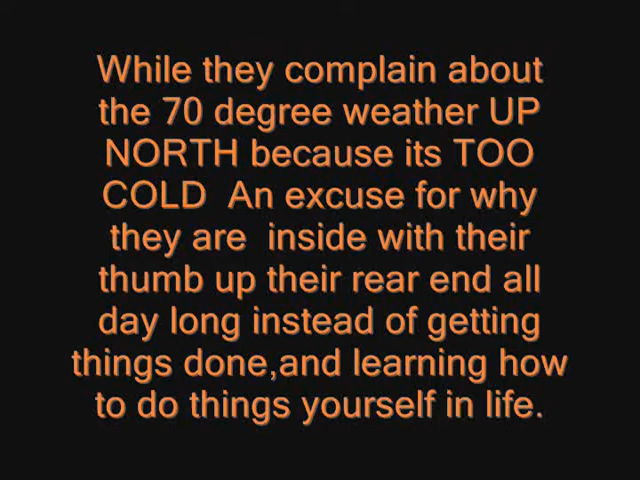 While they complain about
the 70 degree weather UP
NORTH because its TOO
COLD  An excuse for why
they are  inside with their
thumb up their rear end all
day long instead of getting
things done,and learning how
to do things yourself in life.